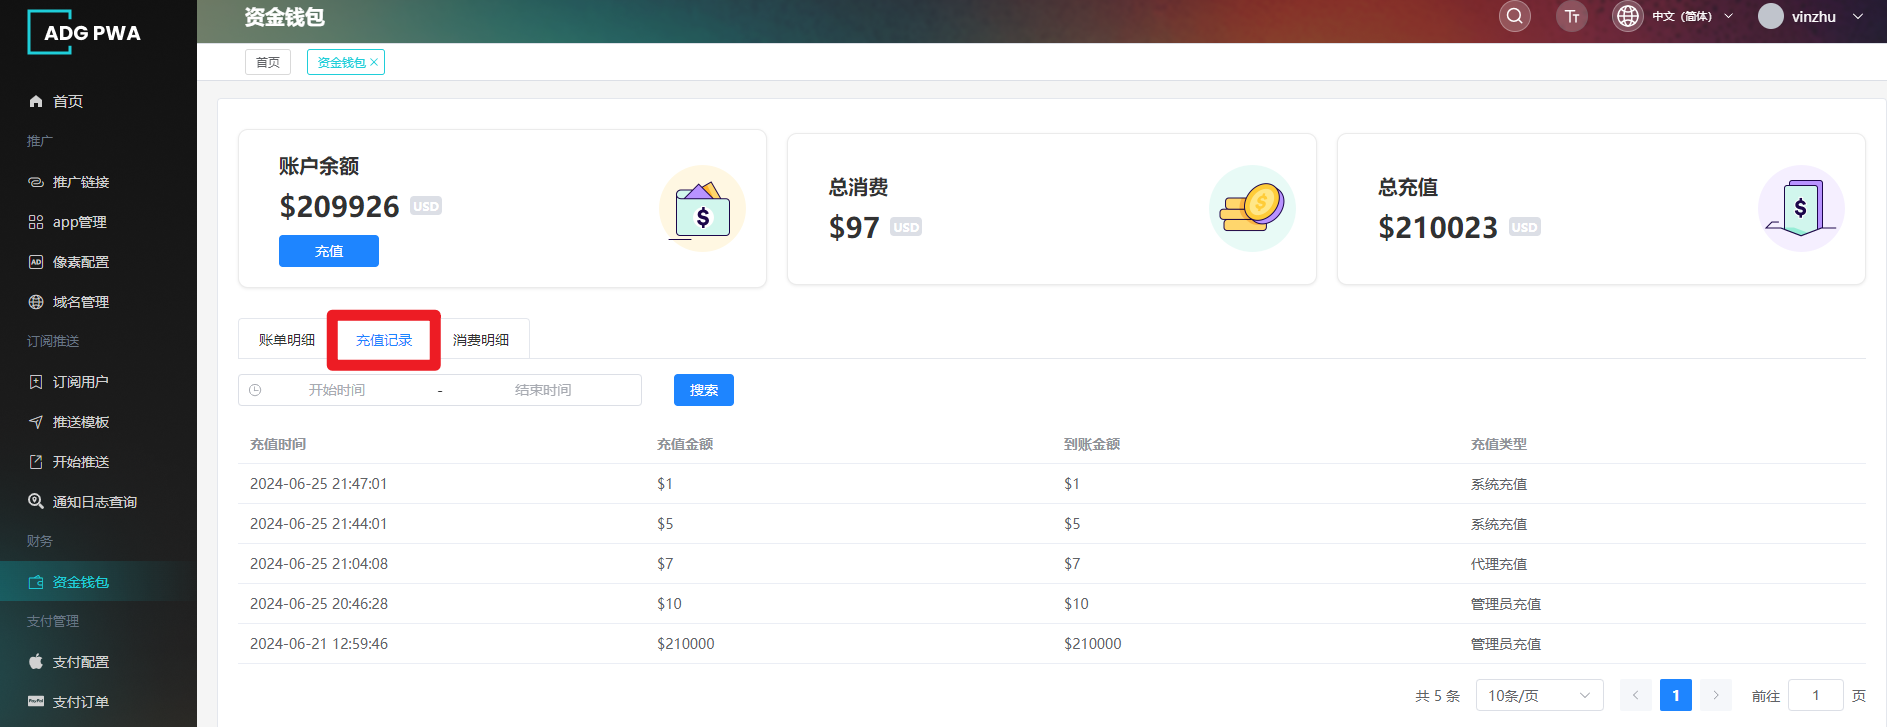 ADG PWA
资金钱包
Tт
中文（简体）
vinzhu
首页
资金钱包 ×
首页
推广
推广链接
app管理
AD 像素配置
域名管理
订阅推送
订阅用户
推送模板
开始推送
通知日志查询
财务
资金钱包
支付管理
支付配置
PayPal 支付订单
账户余额
$209926 USD
充值
$
总消费
$97 USD
$
总充值
$210023 USD
$
账单明细 充值记录 消费明细
开始时间 - 结束时间 搜索
充值时间 充值金额 到账金额 充值类型
2024-06-25 21:47:01 $1 $1 系统充值
2024-06-25 21:44:01 $5 $5 系统充值
2024-06-25 21:04:08 $7 $7 代理充值
2024-06-25 20:46:28 $10 $10 管理员充值
2024-06-21 12:59:46 $210000 $210000 管理员充值
共 5 条 10条/页 < 1 > 前往 1 页